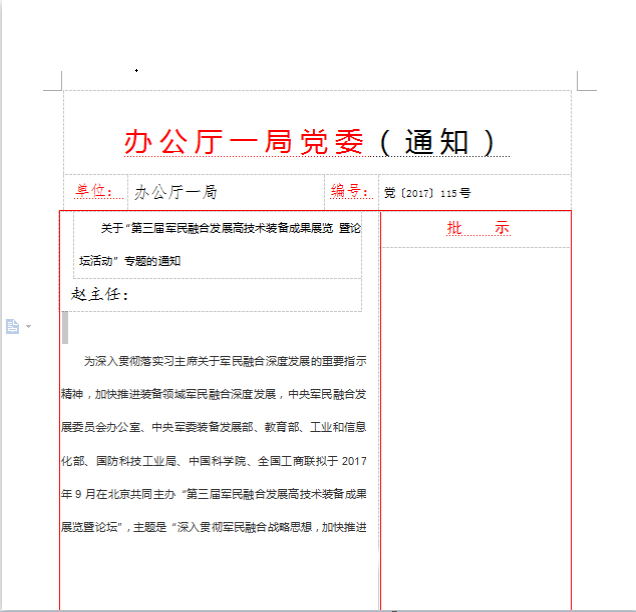 办公厅一局党委（通知）
单位： 办公厅一局 编号： 党〔2017〕115号
关于“第三届军民融合发展高技术装备成果展览 暨论 批 示
坛活动”专题的通知
赵主任：
为深入贯彻落实习主席关于军民融合深度发展的重要指示
精神，加快推进装备领域军民融合深度发展，中央军民融合发
展委员会办公室、中央军委装备发展部、教育部、工业和信息
化部、国防科技工业局、中国科学院、全国工商联拟于 2017
年 9 月在北京共同主办“第三届军民融合发展高技术装备成果
展览暨论坛”，主题是“深入贯彻军民融合战略思想，加快推进